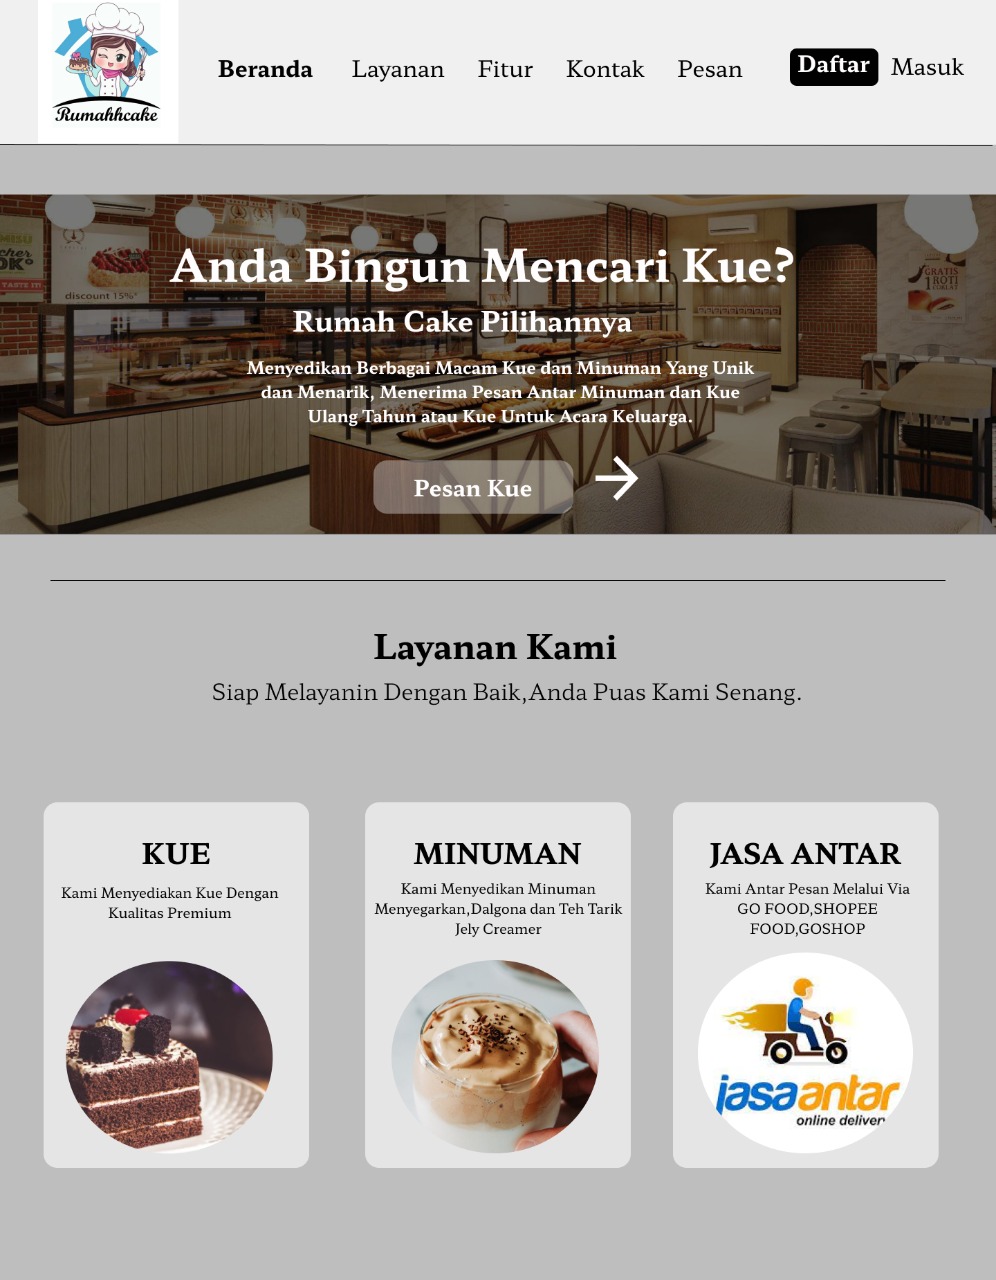 Rumahhcake
Beranda Layanan Fitur Kontak Pesan Daftar Masuk
discount 15%*
TASTE IT!
GRATIS
1 ROTI
Anda Bingun Mencari Kue?
Rumah Cake Pilihannya
Menyedikan Berbagai Macam Kue dan Minuman Yang Unik
dan Menarik, Menerima Pesan Antar Minuman dan Kue
Ulang Tahun atau Kue Untuk Acara Keluarga.
Pesan Kue
Layanan Kami
Siap Melayanin Dengan Baik,Anda Puas Kami Senang.
KUE
Kami Menyediakan Kue Dengan
Kualitas Premium
MINUMAN
Kami Menyedikan Minuman
Menyegarkan,Dalgona dan Teh Tarik
Jely Creamer
JASA ANTAR
Kami Antar Pesan Melalui Via
GO FOOD,SHOPEE
FOOD,GOSHOP
jasaantar
online deliver